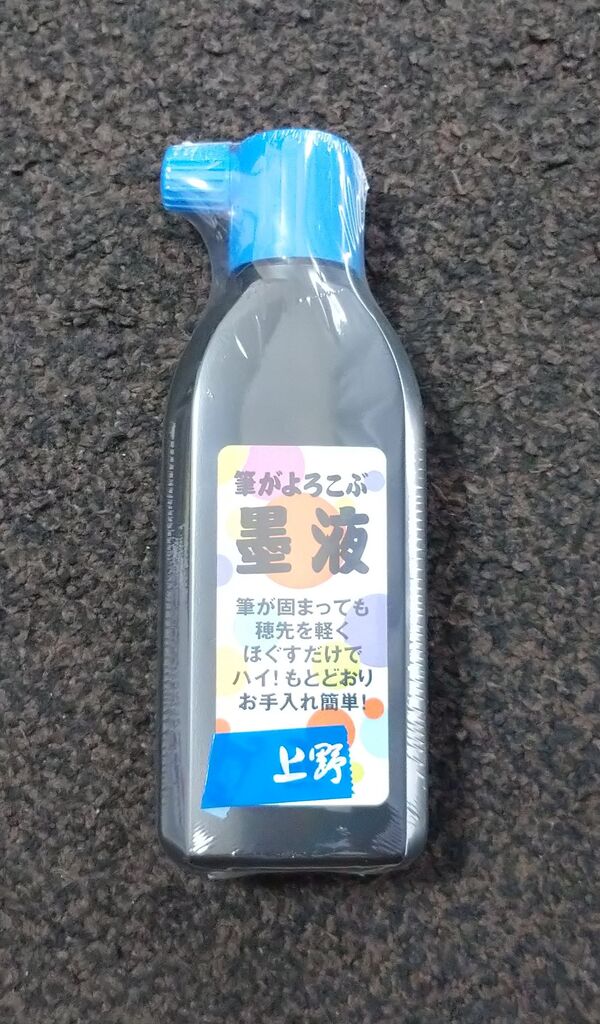 筆がよろこぶ
墨液
筆が固まっても
穂先を軽く
ほぐすだけで
ハイ!もとどおり
お手入れ簡単!
上野